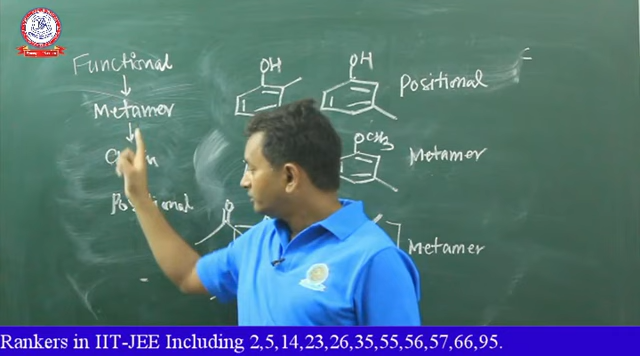 Functional
Metamer
Positional
OH
OH
Positional
OCH3
Metamer
Metamer
Rankers in IIT-JEE Including 2,5,14,23,26,35,55,56,57,66,95.